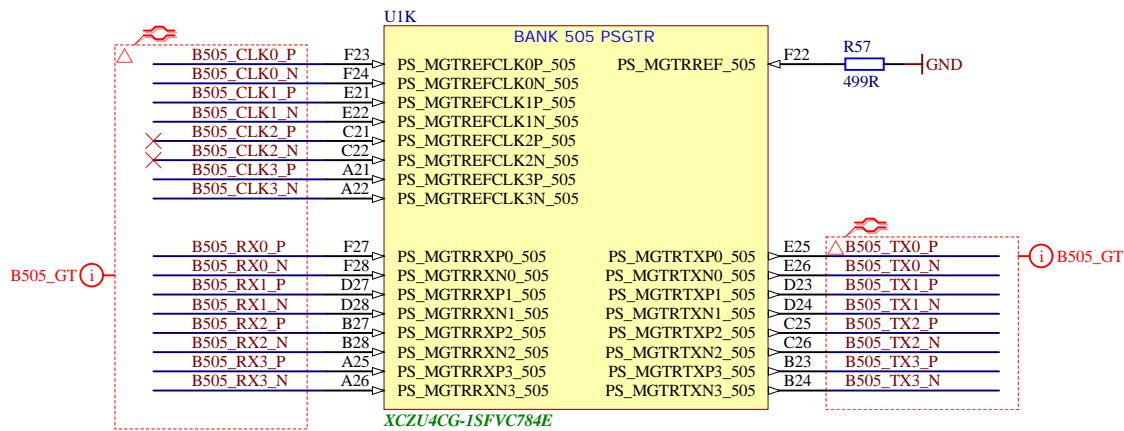 U1K
BANK 505 PSGTR
B505_CLK0_P F23 PS_MGTREFCLK0P_505 PS_MGTRREF_505 F22 R57 499R GND
B505_CLK0_N F24 PS_MGTREFCLK0N_505
B505_CLK1_P E21 PS_MGTREFCLK1P_505
B505_CLK1_N E22 PS_MGTREFCLK1N_505
B505_CLK2_P C21 PS_MGTREFCLK2P_505
B505_CLK2_N C22 PS_MGTREFCLK2N_505
B505_CLK3_P A21 PS_MGTREFCLK3P_505
B505_CLK3_N A22 PS_MGTREFCLK3N_505
B505_RX0_P F27 PS_MGTRRXP0_505 PS_MGTRTXP0_505 E25 B505_TX0_P
B505_GT i B505_RX0_N F28 PS_MGTRRXN0_505 PS_MGTRTXN0_505 E26 B505_TX0_N i B505_GT
B505_RX1_P D27 PS_MGTRRXP1_505 PS_MGTRTXP1_505 D23 B505_TX1_P
B505_RX1_N D28 PS_MGTRRXN1_505 PS_MGTRTXN1_505 D24 B505_TX1_N
B505_RX2_P B27 PS_MGTRRXP2_505 PS_MGTRTXP2_505 C25 B505_TX2_P
B505_RX2_N B28 PS_MGTRRXN2_505 PS_MGTRTXN2_505 C26 B505_TX2_N
B505_RX3_P A25 PS_MGTRRXP3_505 PS_MGTRTXP3_505 B23 B505_TX3_P
B505_RX3_N A26 PS_MGTRRXN3_505 PS_MGTRTXN3_505 B24 B505_TX3_N
XCZU4CG-1SFVC784E